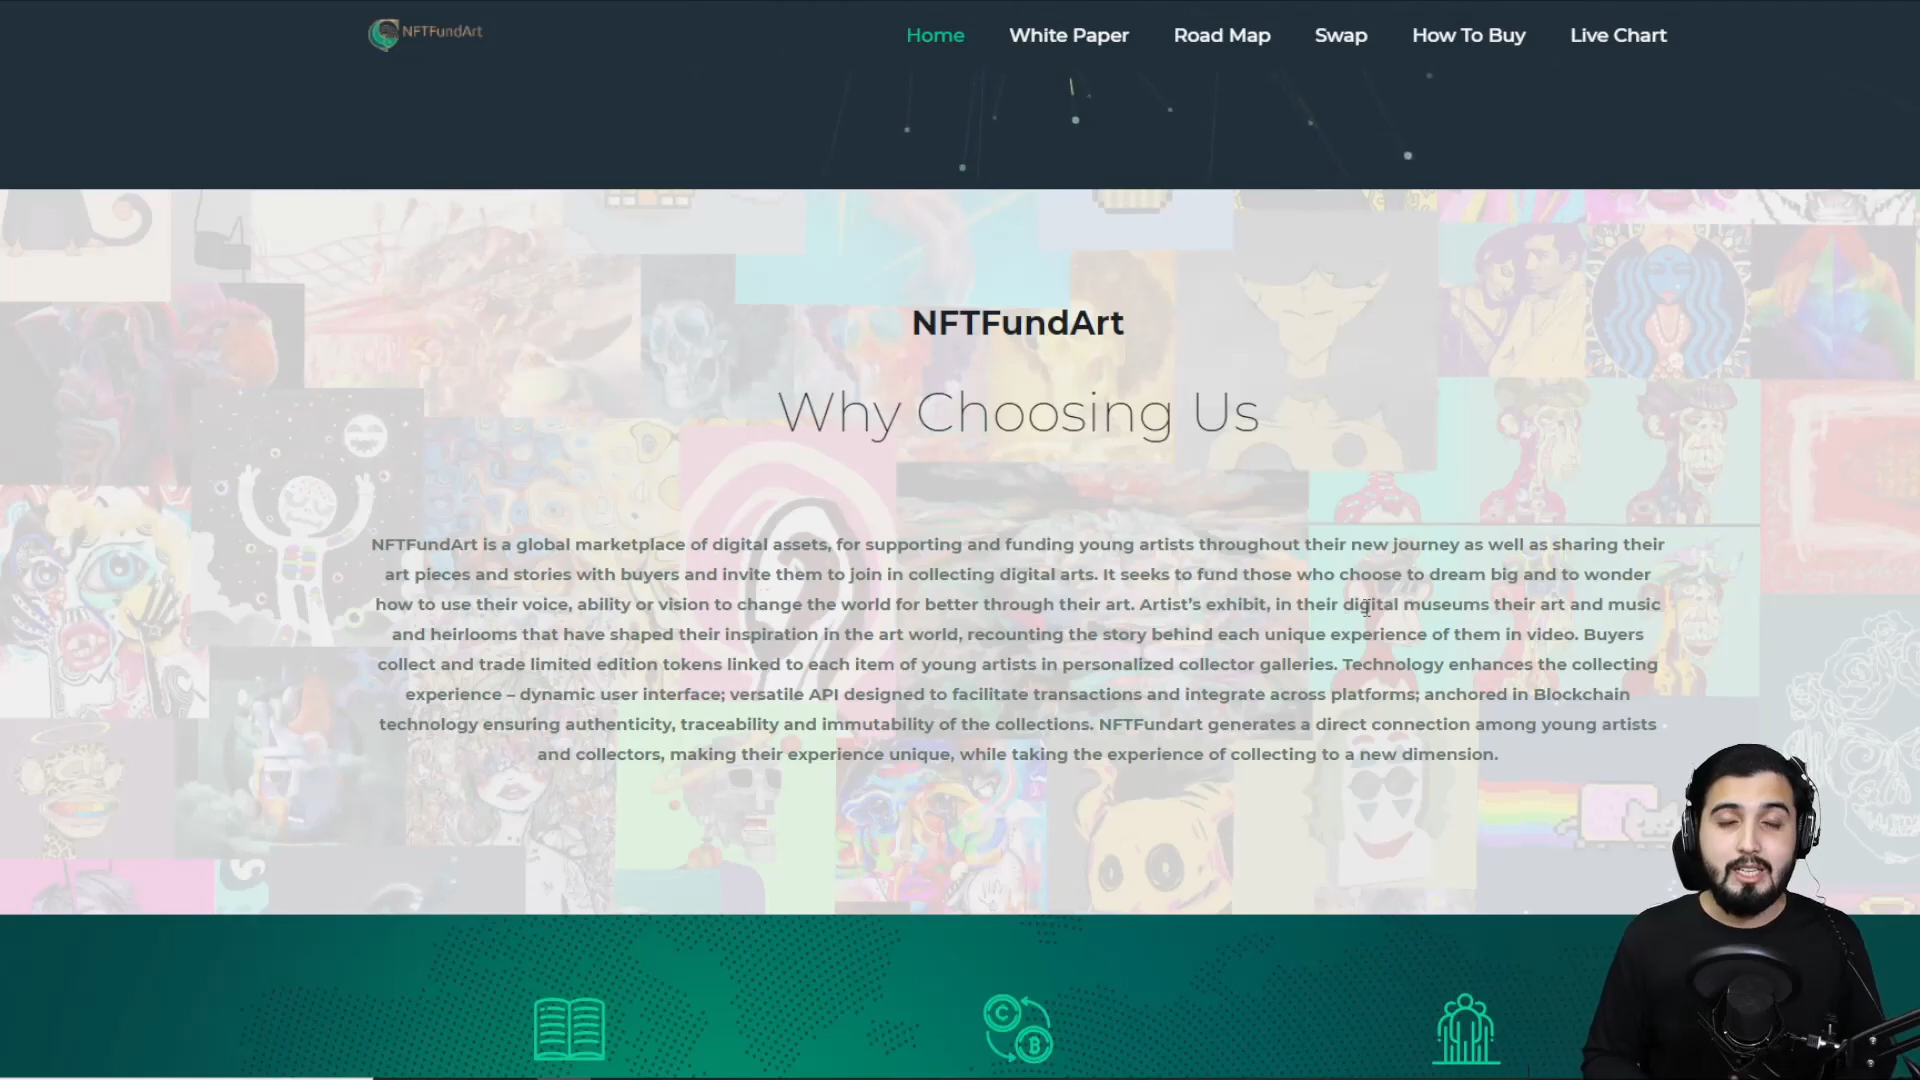 NFTFundArt
Home
White Paper
Road Map
Swap
How To Buy
Live Chart
NFTFundArt
Why Choosing Us
NFTFundArt is a global marketplace of digital assets, for supporting and funding young artists throughout their new journey as well as sharing their
art pieces and stories with buyers and invite them to join in collecting digital arts. It seeks to fund those who choose to dream big and to wonder
how to use their voice, ability or vision to change the world for better through their art. Artist's exhibit, in their digital museums their art and music
and heirlooms that have shaped their inspiration in the art world, recounting the story behind each unique experience of them in video. Buyers
collect and trade limited edition tokens linked to each item of young artists in personalized collector galleries. Technology enhances the collecting
experience – dynamic user interface; versatile API designed to facilitate transactions and integrate across platforms; anchored in Blockchain
technology ensuring authenticity, traceability and immutability of the collections. NFTFundart generates a direct connection among young artists
and collectors, making their experience unique, while taking the experience of collecting to a new dimension.